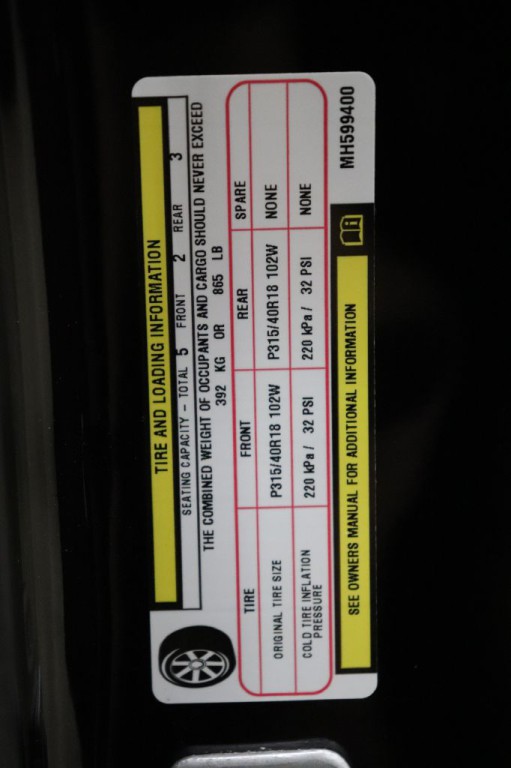 TIRE AND LOADING INFORMATION
SEATING CAPACITY – TOTAL 5 FRONT 2 REAR 3
THE COMBINED WEIGHT OF OCCUPANTS AND CARGO SHOULD NEVER EXCEED
392 KG OR 865 LB
TIRE FRONT REAR SPARE
ORIGINAL TIRE SIZE P315/40R18 102W P315/40R18 102W NONE
COLD TIRE INFLATION PRESSURE 220 kPa / 32 PSI 220 kPa / 32 PSI NONE
SEE OWNERS MANUAL FOR ADDITIONAL INFORMATION
MH599400